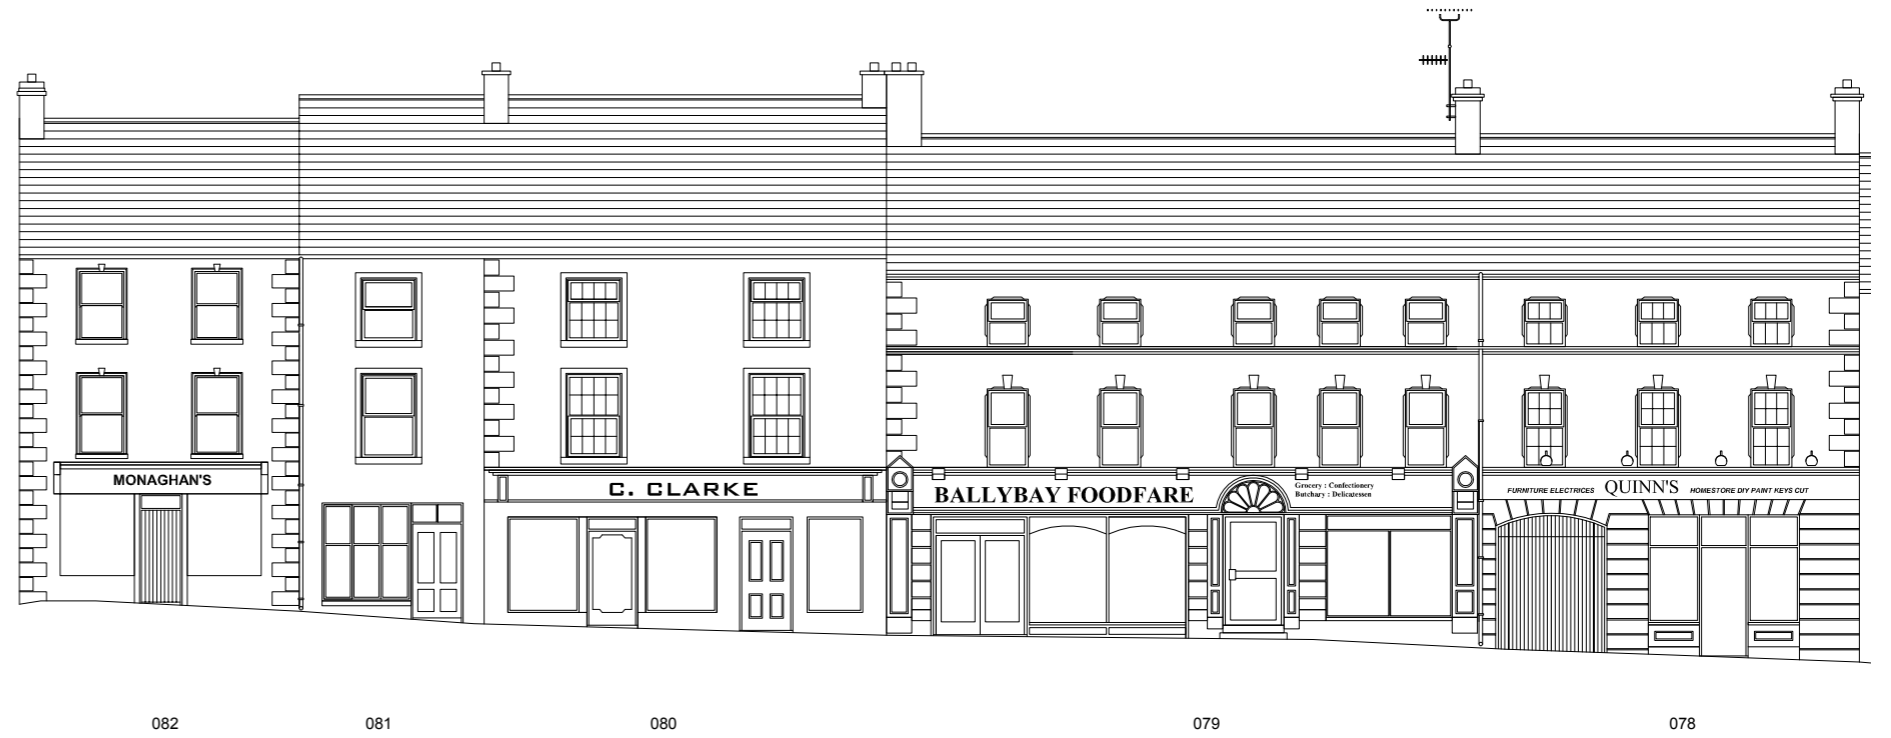 MONAGHAN'S
C. CLARKE
BALLYBAY FOODFARE
Grocery : Confectionery
Butchary : Delicatessen
FURNITURE ELECTRICES QUINN'S HOMESTORE DIY PAINT KEYS CUT
082 081 080 079 078